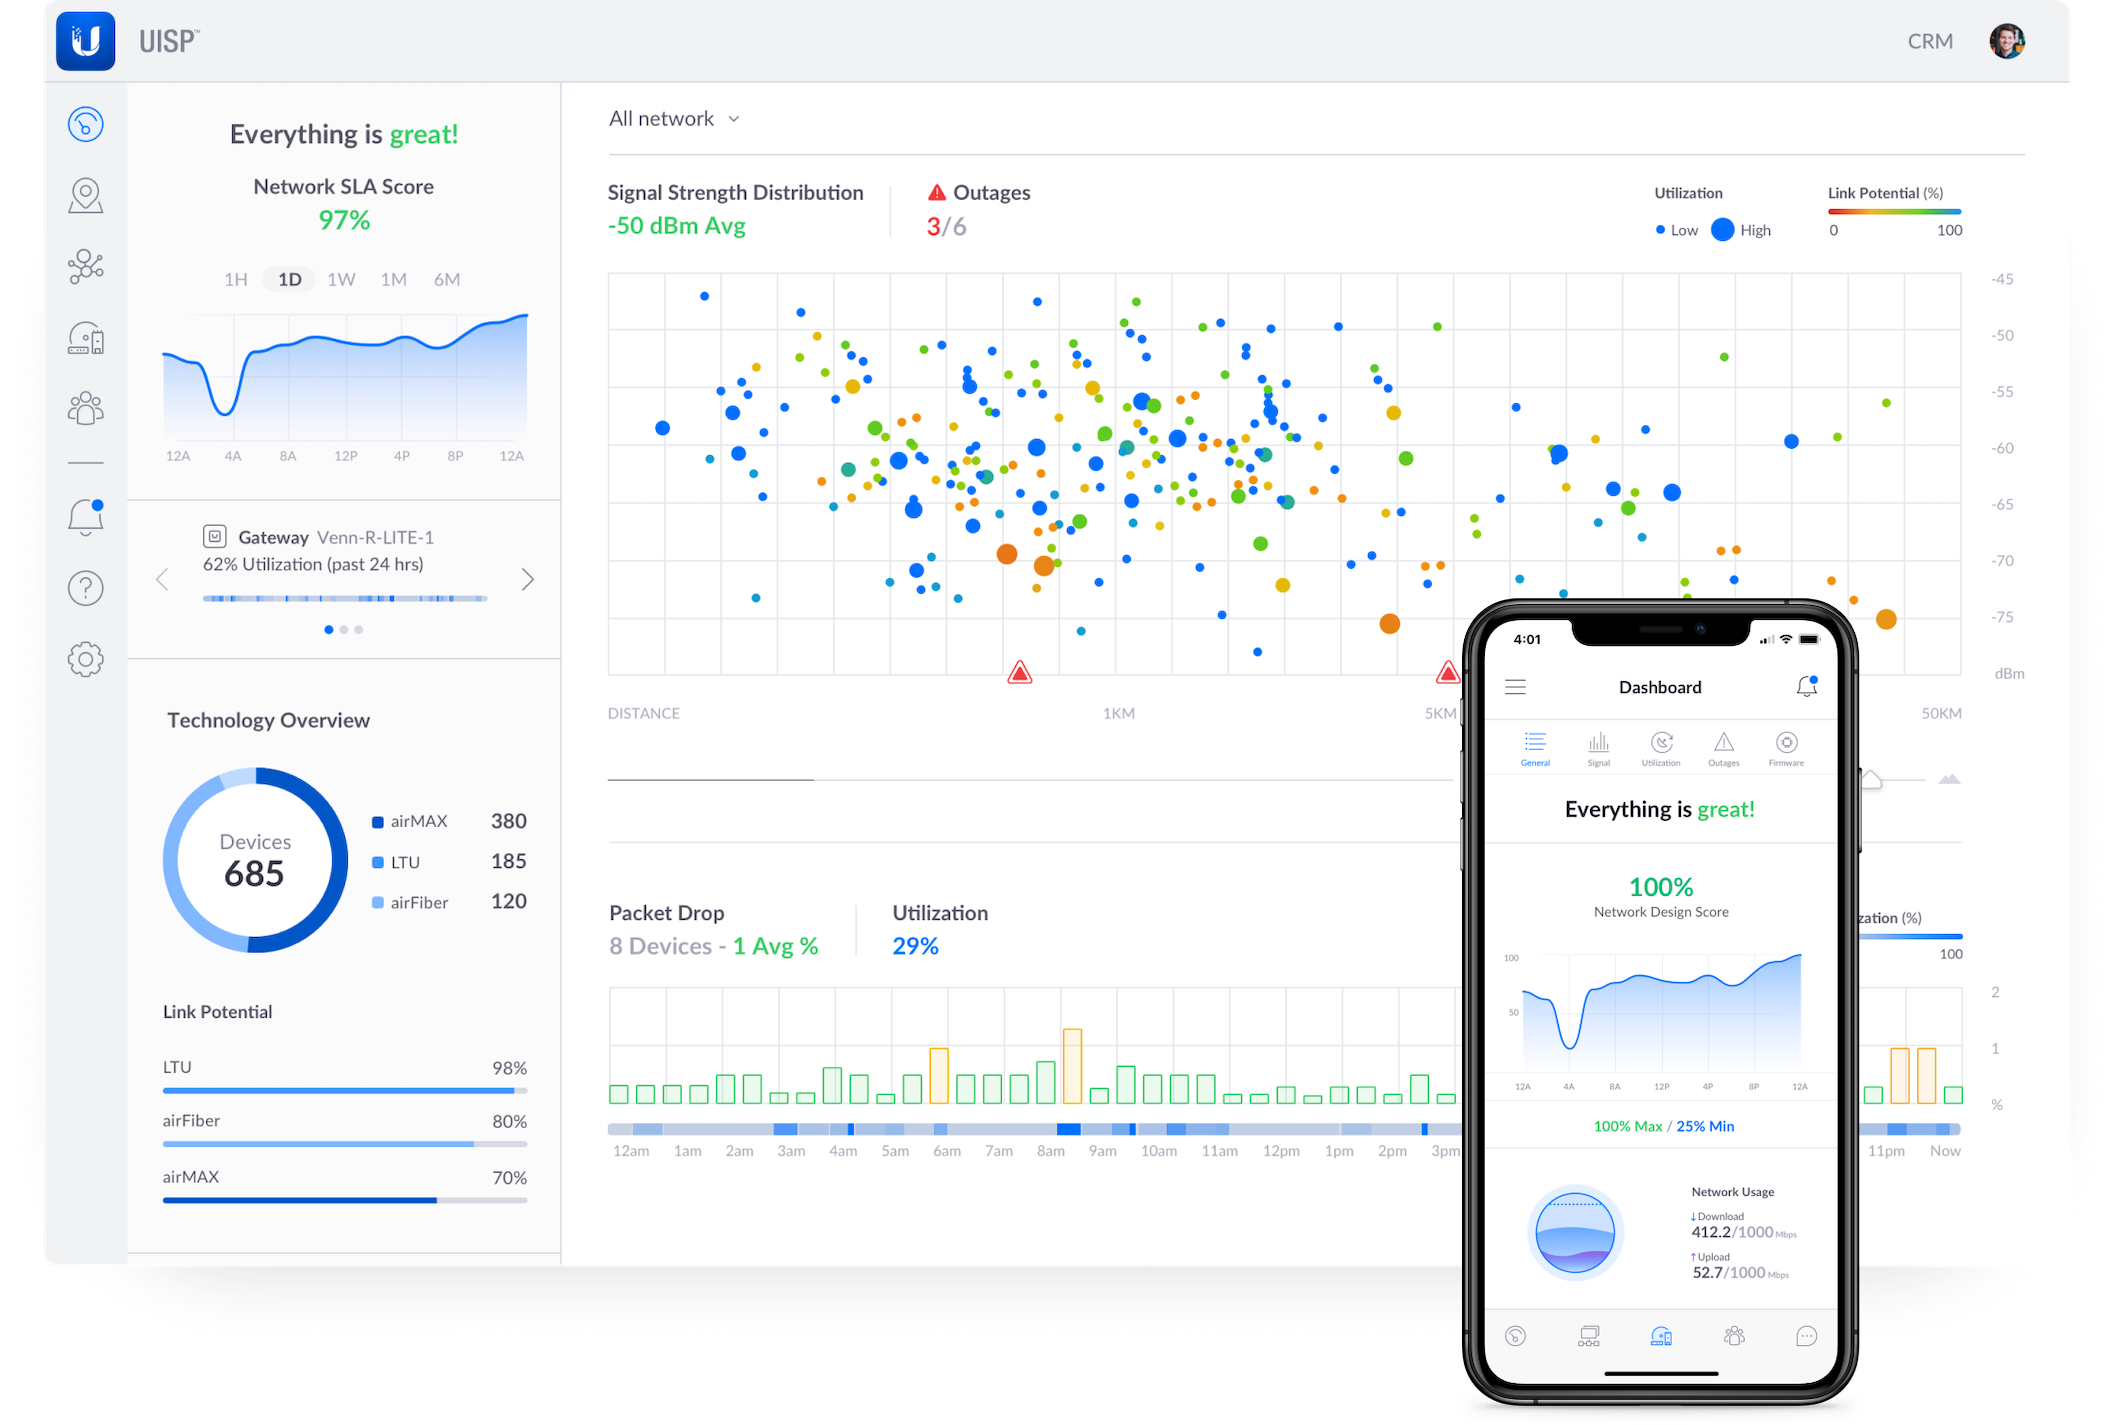 UISP™
CRM
Everything is great!
Network SLA Score
97%
1H 1D 1W 1M 6M
12A 4A 8A 12P 4P 8P 12A
Gateway Venn-R-LITE-1
62% Utilization (past 24 hrs)
Technology Overview
Devices
685
airMAX 380
LTU 185
airFiber 120
Link Potential
LTU 98%
airFiber 80%
airMAX 70%
All network
Signal Strength Distribution
-50 dBm Avg
Outages
3/6
Utilization
Low High
Link Potential (%)
0 100
-45
-50
-55
-60
-65
-70
-75
dBm
DISTANCE 1KM 5KM 50KM
Packet Drop
8 Devices - 1 Avg %
Utilization
29%
zation (%)
100
2
1
%
12am 1am 2am 3am 4am 5am 6am 7am 8am 9am 10am 11am 12pm 1pm 2pm 3pm 11pm Now
4:01
Dashboard
General Signal Utilization Outages Firmware
Everything is great!
100%
Network Design Score
100
50
12A 4A 8A 12P 4P 8P 12A
100% Max / 25% Min
Network Usage
↓Download
412.2/1000 Mbps
↑Upload
52.7/1000 Mbps